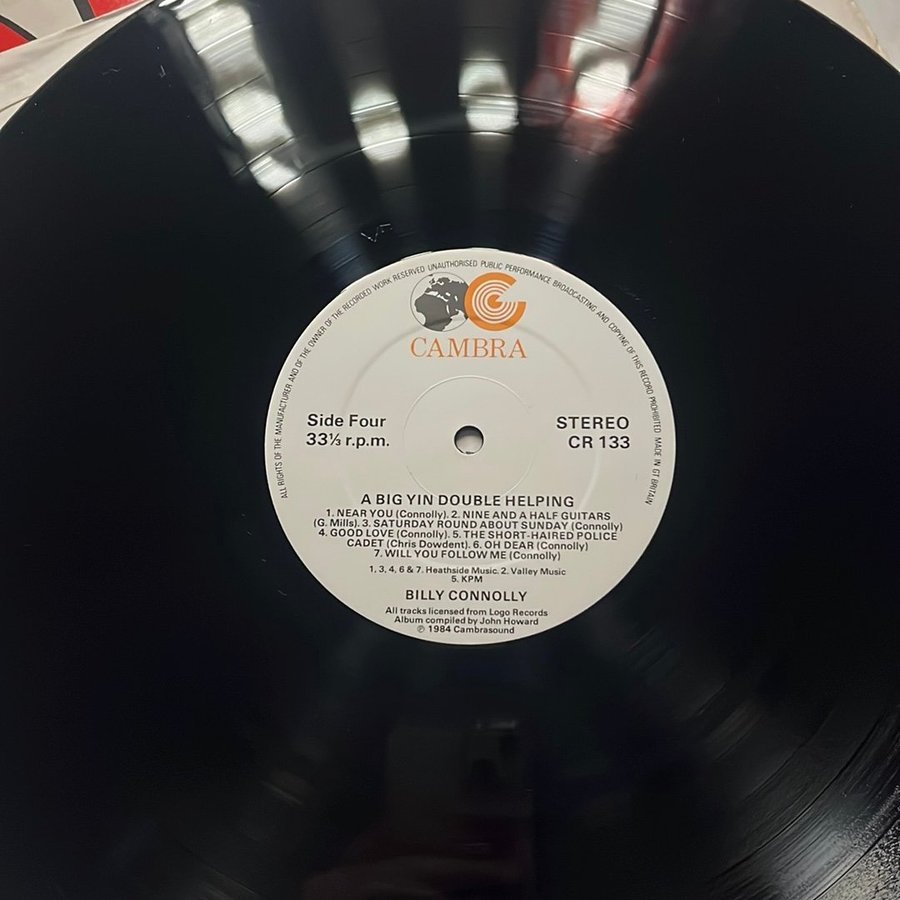 ALL RIGHTS OF THE MANUFACTURER AND OF THE OWNER OF THE RECORDED WORK RESERVED UNAUTHORISED PUBLIC PERFORMANCE BROADCASTING AND COPYING OF THIS RECORD PROHIBITED MADE IN GT BRITAIN
CAMBRA
Side Four
33⅓ r.p.m.
STEREO
CR 133
A BIG YIN DOUBLE HELPING
1. NEAR YOU (Connolly). 2. NINE AND A HALF GUITARS
(G. Mills). 3. SATURDAY ROUND ABOUT SUNDAY (Connolly)
4. GOOD LOVE (Connolly). 5. THE SHORT-HAIRED POLICE
CADET (Chris Dowdent). 6. OH DEAR (Connolly)
7. WILL YOU FOLLOW ME (Connolly)
1, 3, 4, 6 & 7. Heathside Music. 2. Valley Music
5. KPM
BILLY CONNOLLY
All tracks licensed from Logo Records
Album compiled by John Howard
℗ 1984 Cambrasound